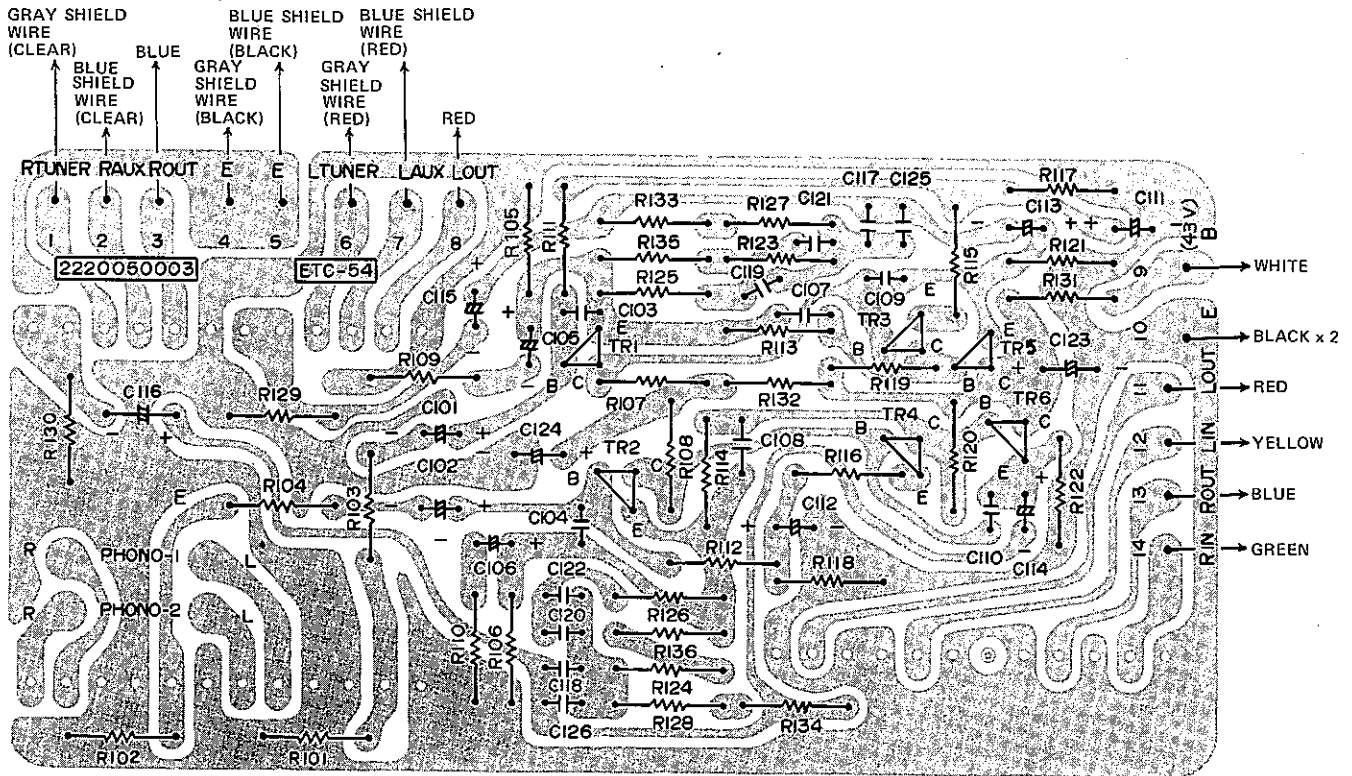 GRAY SHIELD
WIRE
(CLEAR)
BLUE SHIELD
WIRE
(BLACK)
BLUE SHIELD
WIRE
(RED)
BLUE
SHIELD
WIRE
(CLEAR)
BLUE
GRAY
SHIELD
WIRE
(BLACK)
GRAY
SHIELD
WIRE
(RED)
RED
RTUNER RAUX ROUT E E LTUNER LAUX LOUT
1 2 3 4 5 6 7 8
2220050003
ETC-54
R105
R111
R133
R127
C121
C117 C125
R117
C113
C111
(43V)
B
R135
R123
R115
R121
9
WHITE
R125
C119
C107
C109
E
R131
C115
C103
TR3
E
C105
E
TR1
R113
B
C
E
TR5
C123
10
BLACK x 2
R109
B
C
R119
B
C
LOUT
11
RED
C116
R129
C101
R107
R132
TR4
B
C
B
TR6
C
R130
C124
R108
R114
C108
LIN
12
YELLOW
C102
TR2
B
C
R116
R120
R122
R104
R103
E
E
E
E
ROUT
13
BLUE
C104
C112
C110
C114
R PHONO-1 L
C106
R112
RIN
14
GREEN
R118
R PHONO-2 L
C122
R126
R110
R106
C120
R136
C118
R124
C126
R128
R134
R102
R101